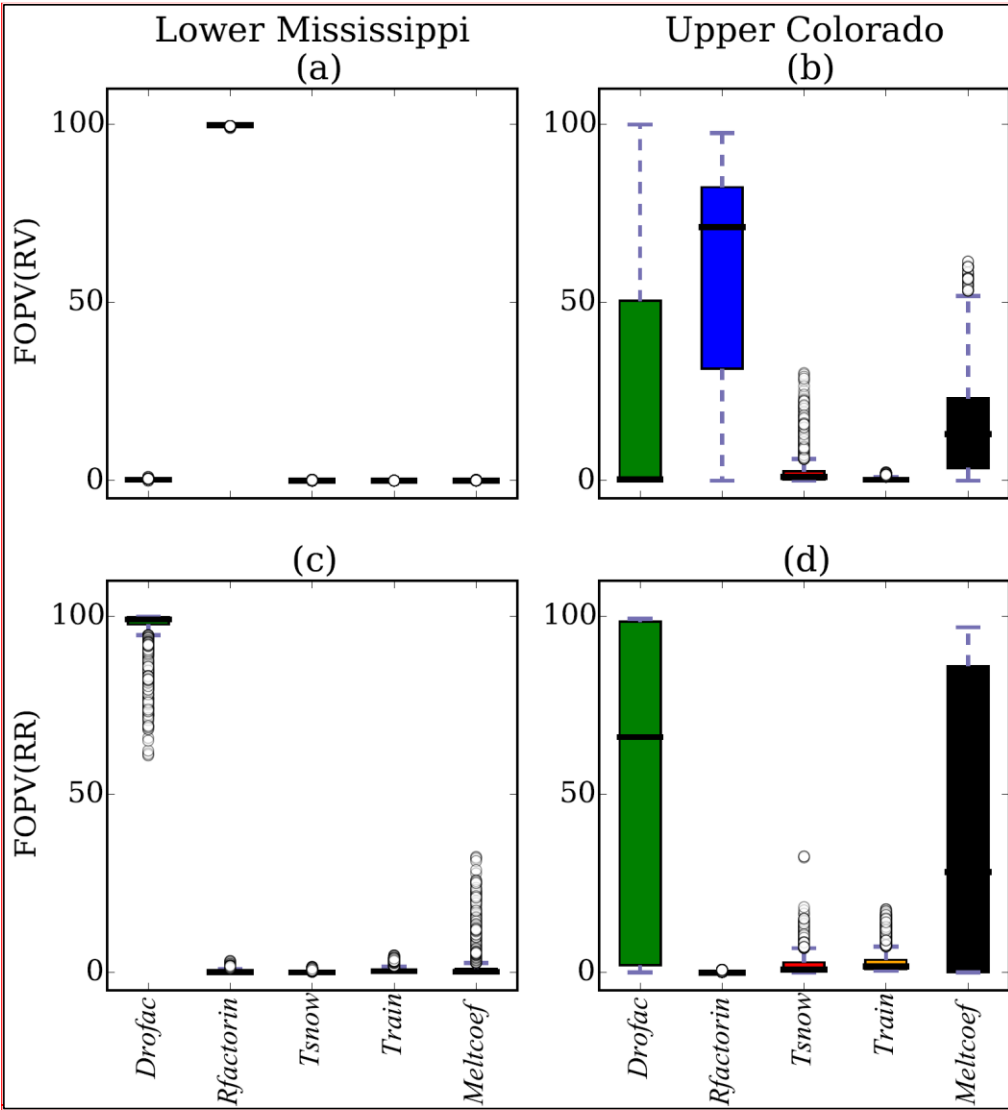 Lower Mississippi
Upper Colorado
(a)
(b)
FOPV(RV)
100
50
0
100
50
0
(c)
(d)
FOPV(RR)
100
50
0
100
50
0
Drofac
Rfactorin
Tsnow
Train
Meltcoef
Drofac
Rfactorin
Tsnow
Train
Meltcoef